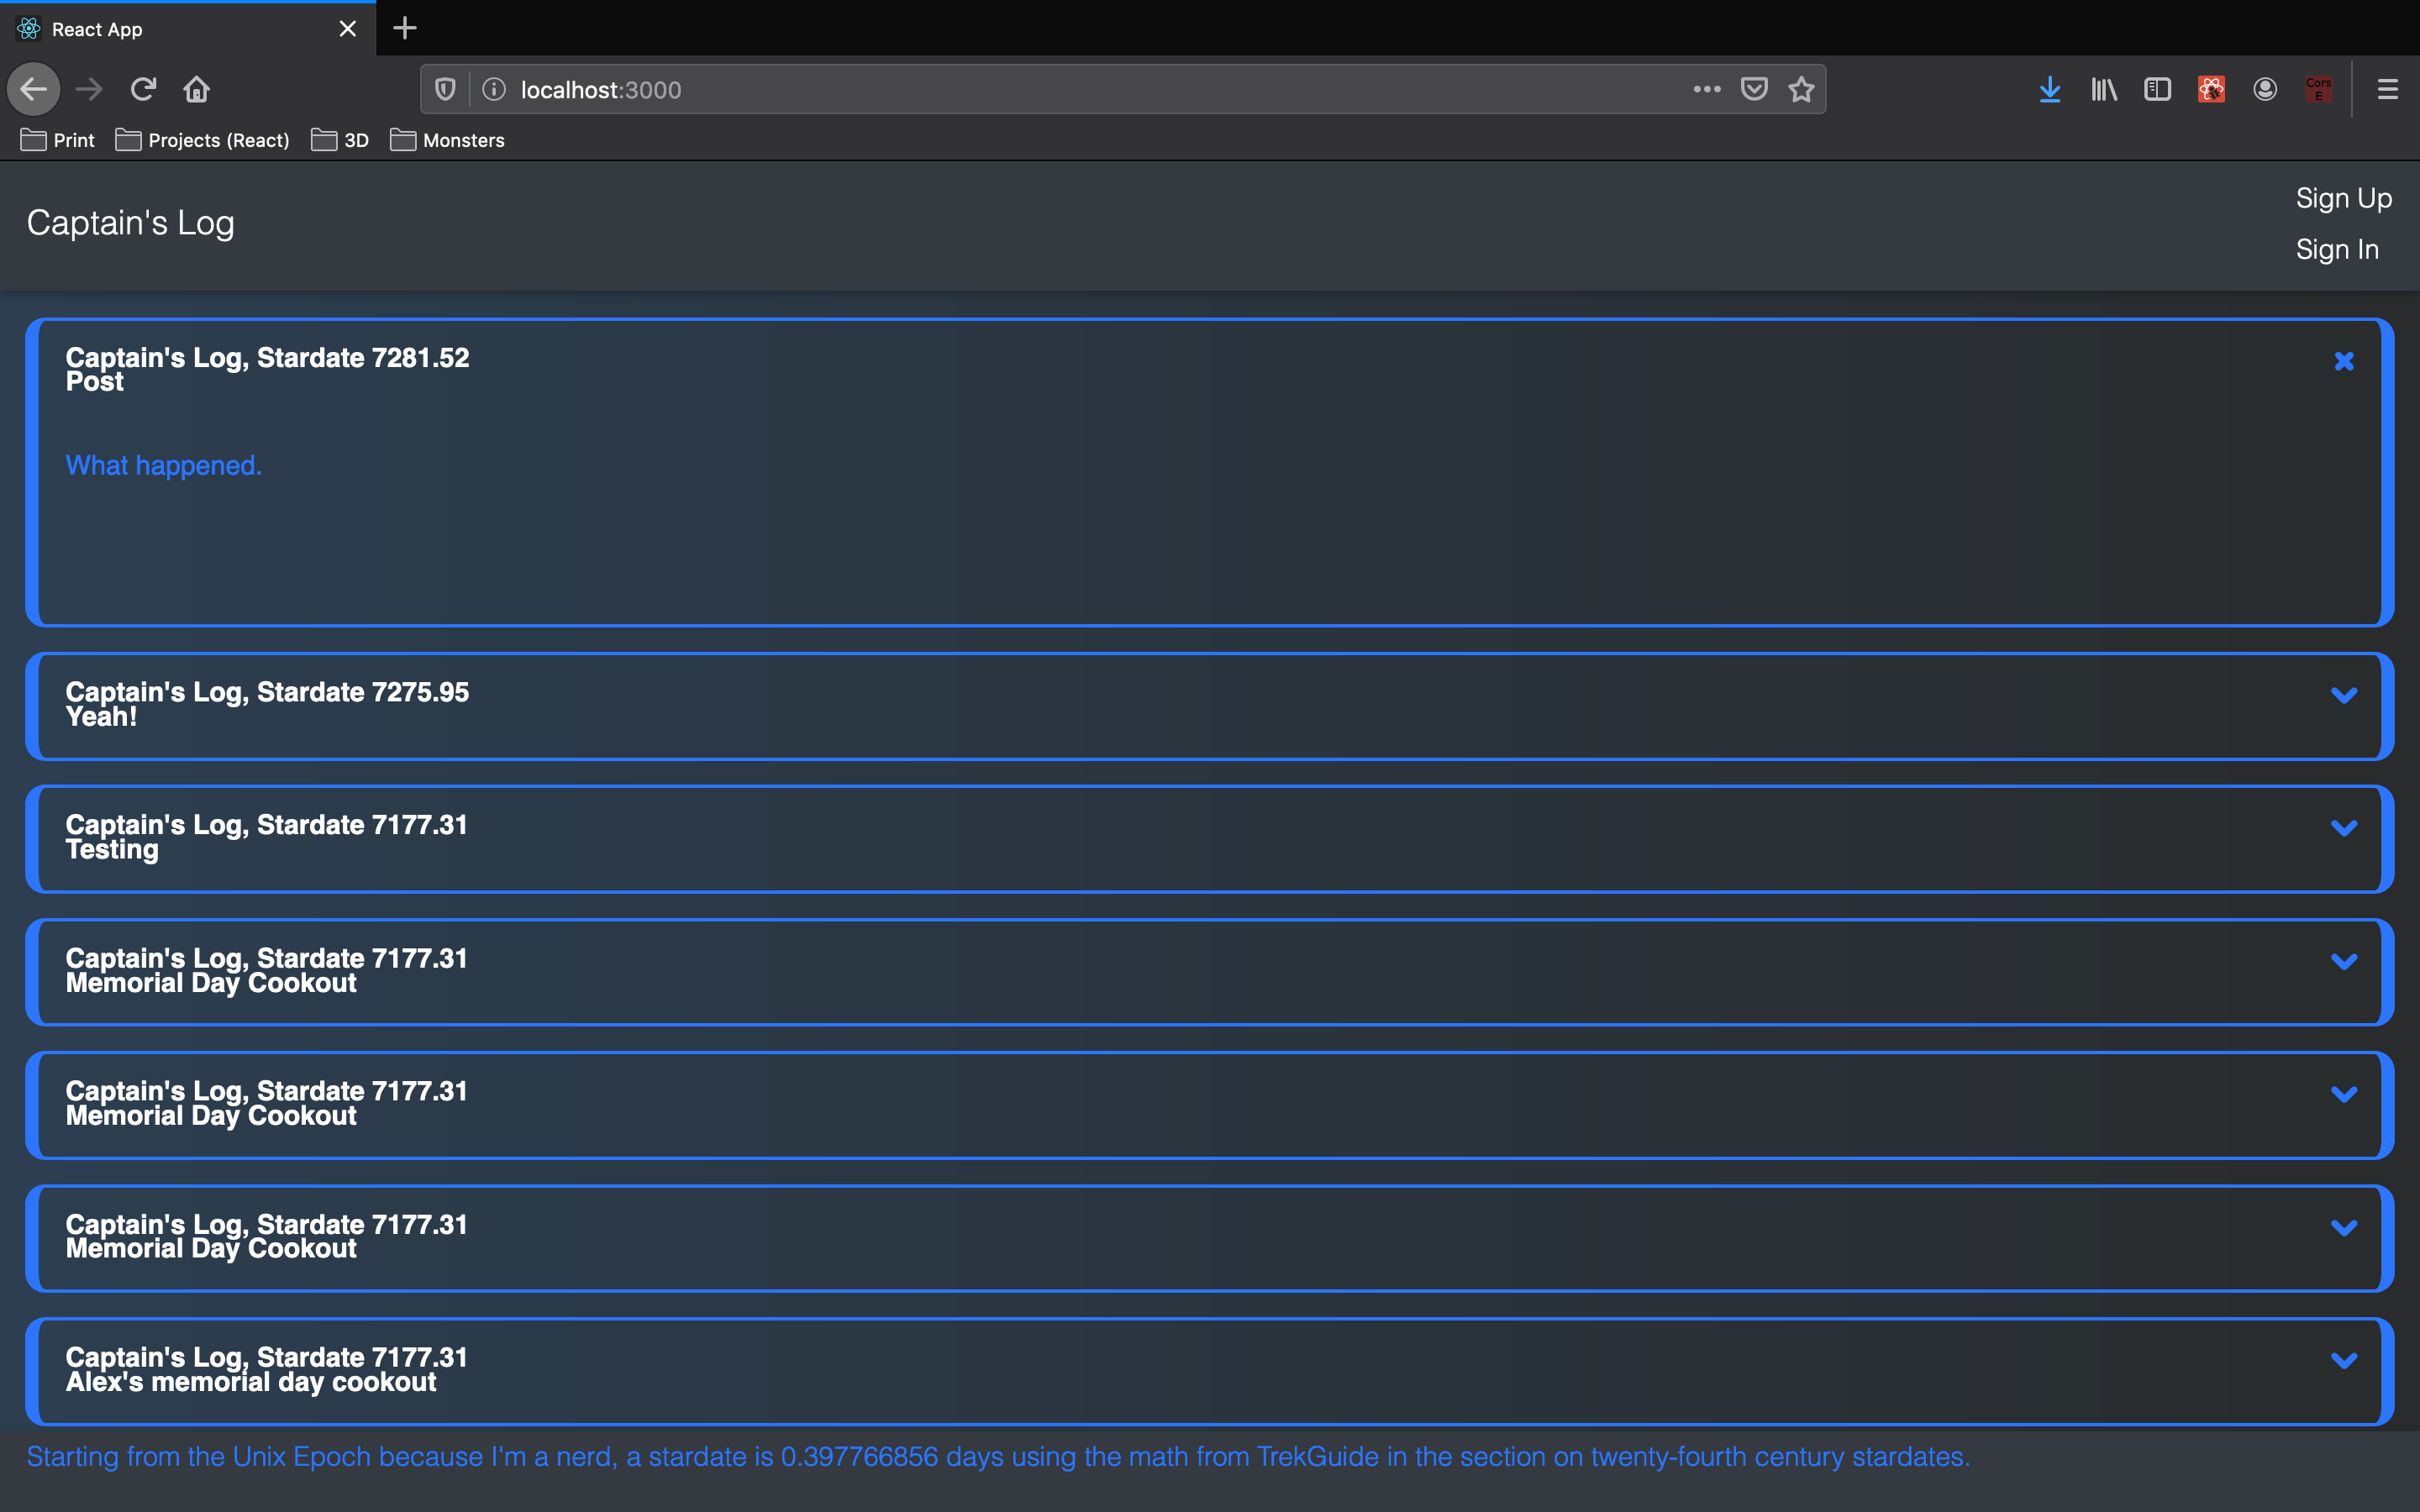 React App
localhost:3000
Cors
E
Print
Projects (React)
3D
Monsters
Captain's Log
Sign Up
Sign In
Captain's Log, Stardate 7281.52
Post
What happened.
Captain's Log, Stardate 7275.95
Yeah!
Captain's Log, Stardate 7177.31
Testing
Captain's Log, Stardate 7177.31
Memorial Day Cookout
Captain's Log, Stardate 7177.31
Memorial Day Cookout
Captain's Log, Stardate 7177.31
Memorial Day Cookout
Captain's Log, Stardate 7177.31
Alex's memorial day cookout
Starting from the Unix Epoch because I'm a nerd, a stardate is 0.397766856 days using the math from TrekGuide in the section on twenty-fourth century stardates.